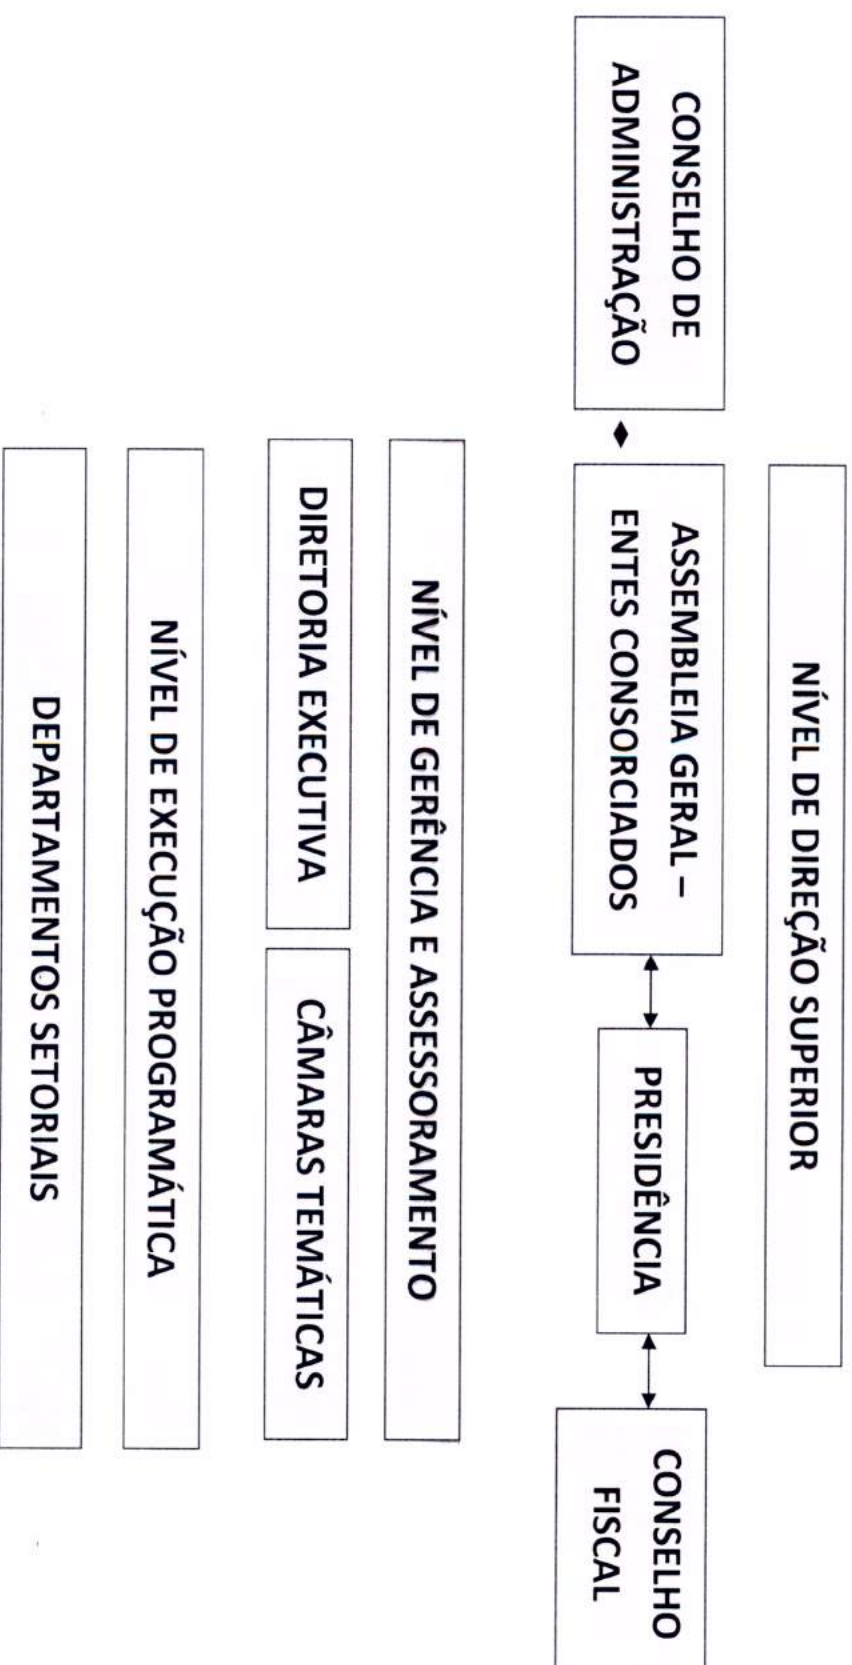 NÍVEL DE DIREÇÃO SUPERIOR
CONSELHO DE
ADMINISTRAÇÃO
ASSEMBLEIA GERAL –
ENTES CONSORCIADOS
PRESIDÊNCIA
CONSELHO
FISCAL
NÍVEL DE GERÊNCIA E ASSESSORAMENTO
DIRETORIA EXECUTIVA
CÂMARAS TEMÁTICAS
NÍVEL DE EXECUÇÃO PROGRAMÁTICA
DEPARTAMENTOS SETORIAIS